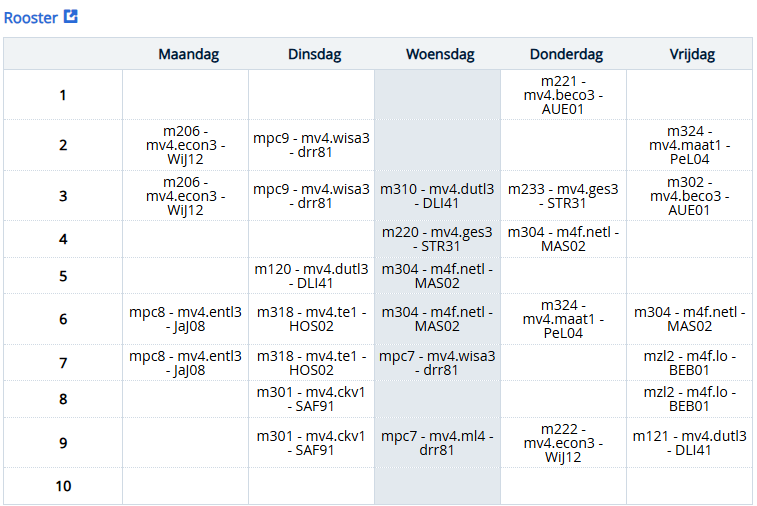 Rooster
Maandag Dinsdag Woensdag Donderdag Vrijdag
1
m221 -
mv4.beco3 -
AUE01
2
m206 -
mv4.econ3 -
WiJ12
mpc9 - mv4.wisa3
- drr81
m324 -
mv4.maat1 -
PeL04
3
m206 -
mv4.econ3 -
WiJ12
mpc9 - mv4.wisa3
- drr81
m310 - mv4.dutl3
- DLI41
m233 - mv4.ges3
- STR31
m302 -
mv4.beco3 -
AUE01
4
m220 - mv4.ges3
- STR31
m304 - m4f.netl -
MAS02
5
m120 - mv4.dutl3
- DLI41
m304 - m4f.netl -
MAS02
6
mpc8 - mv4.entl3
- JaJ08
m318 - mv4.te1 -
HOS02
m304 - m4f.netl -
MAS02
m324 -
mv4.maat1 -
PeL04
m304 - m4f.netl -
MAS02
7
mpc8 - mv4.entl3
- JaJ08
m318 - mv4.te1 -
HOS02
mpc7 - mv4.wisa3
- drr81
mzl2 - m4f.lo -
BEB01
8
m301 - mv4.ckv1
- SAF91
mzl2 - m4f.lo -
BEB01
9
m301 - mv4.ckv1
- SAF91
mpc7 - mv4.ml4 -
drr81
m222 -
mv4.econ3 -
WiJ12
m121 - mv4.dutl3
- DLI41
10